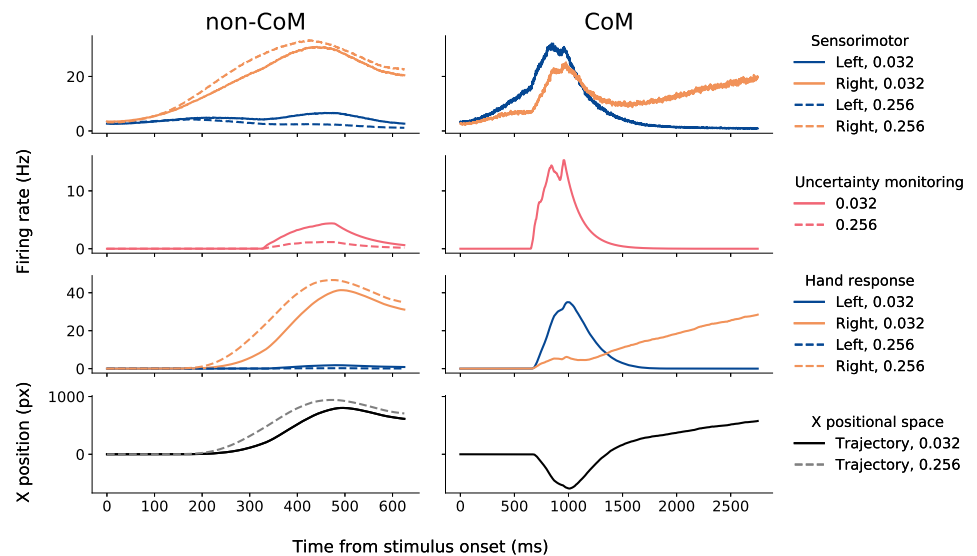 non-CoM
CoM
Sensorimotor
Left, 0.032
Right, 0.032
Left, 0.256
Right, 0.256
20
0
Uncertainty monitoring
0.032
0.256
10
0
Firing rate (Hz)
Hand response
Left, 0.032
Right, 0.032
Left, 0.256
Right, 0.256
40
20
0
X position (px)
X positional space
Trajectory, 0.032
Trajectory, 0.256
1000
0
0 100 200 300 400 500 600
0 500 1000 1500 2000 2500
Time from stimulus onset (ms)